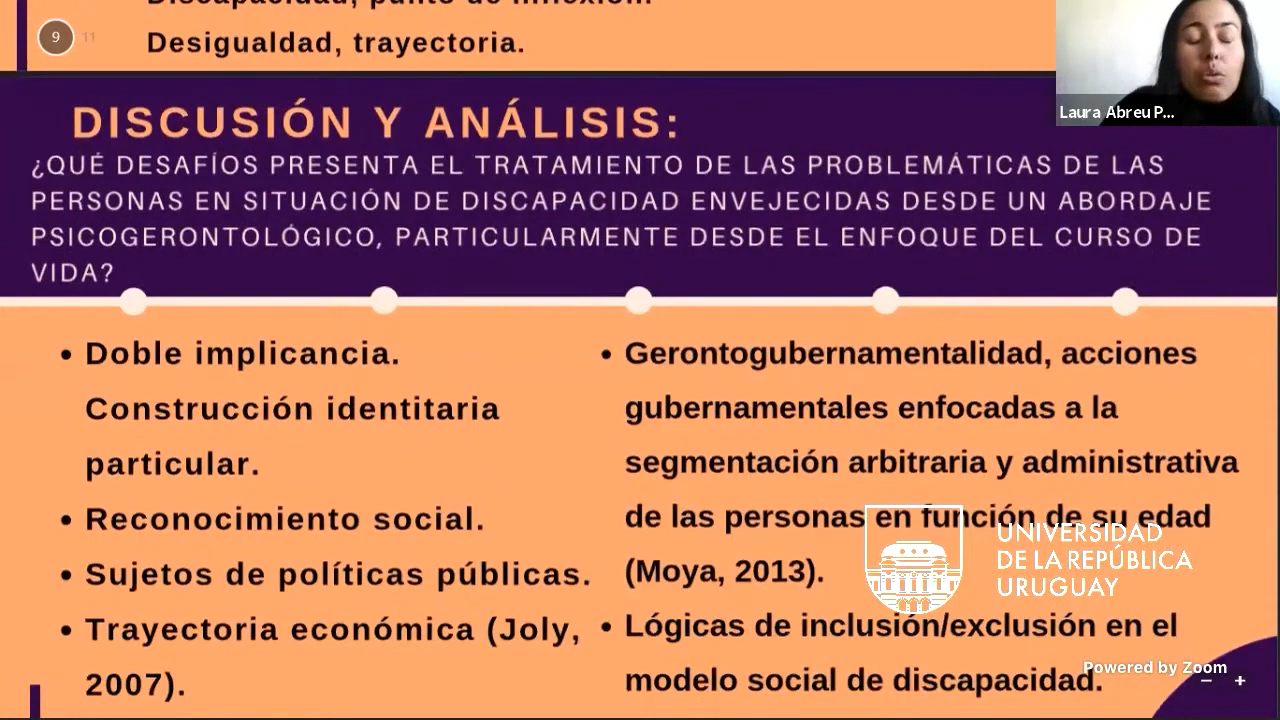 Discapacidad, punto de inflexión.
9 11
Desigualdad, trayectoria.
Laura Abreu P...
DISCUSIÓN Y ANÁLISIS:
¿QUÉ DESAFÍOS PRESENTA EL TRATAMIENTO DE LAS PROBLEMÁTICAS DE LAS
PERSONAS EN SITUACIÓN DE DISCAPACIDAD ENVEJECIDAS DESDE UN ABORDAJE
PSICOGERONTOLÓGICO, PARTICULARMENTE DESDE EL ENFOQUE DEL CURSO DE
VIDA?
• Doble implicancia.
Construcción identitaria
particular.
• Reconocimiento social.
• Sujetos de políticas públicas.
• Trayectoria económica (Joly,
2007).
• Gerontogubernamentalidad, acciones
gubernamentales enfocadas a la
segmentación arbitraria y administrativa
de las personas en función de su edad
(Moya, 2013).
• Lógicas de inclusión/exclusión en el
modelo social de discapacidad.
UNIVERSIDAD
DE LA REPÚBLICA
URUGUAY
Powered by Zoom
− +